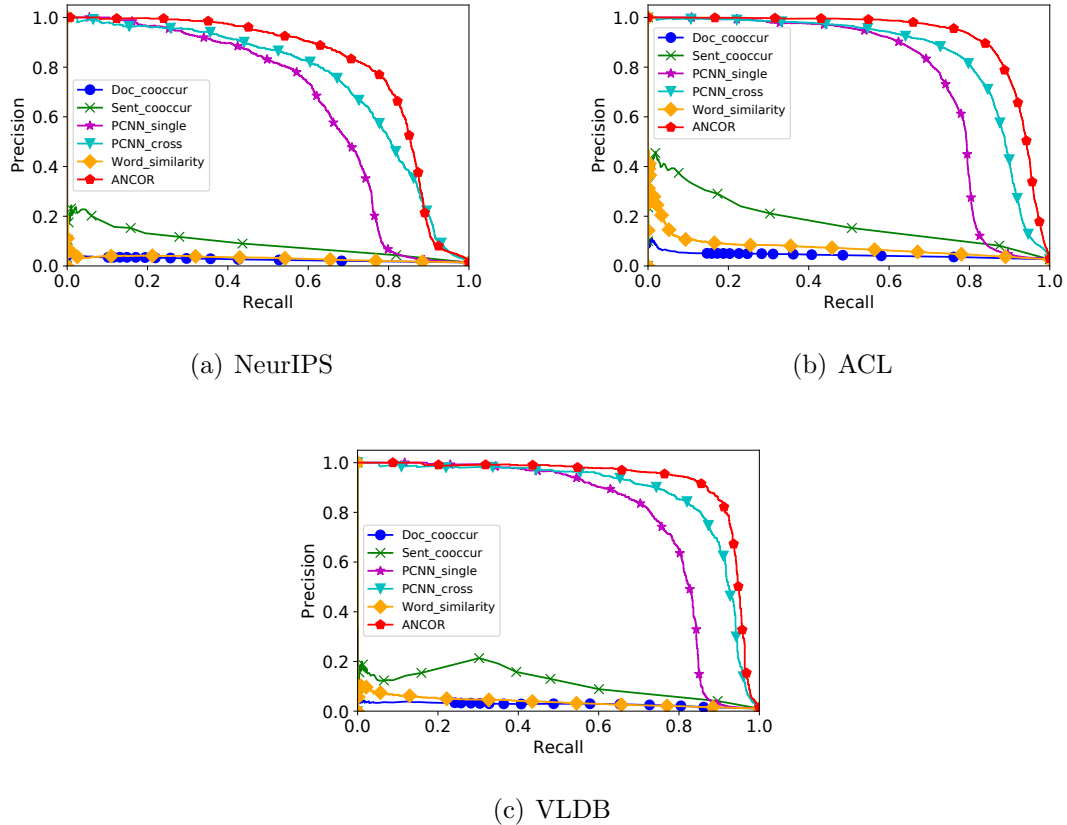 1.0
0.8
0.6
0.4
0.2
0.0
Precision
Doc_cooccur
Sent_cooccur
PCNN_single
PCNN_cross
Word_similarity
ANCOR
0.0 0.2 0.4 0.6 0.8 1.0
Recall
(a) NeurIPS
1.0
0.8
0.6
0.4
0.2
0.0
Precision
Doc_cooccur
Sent_cooccur
PCNN_single
PCNN_cross
Word_similarity
ANCOR
0.0 0.2 0.4 0.6 0.8 1.0
Recall
(b) ACL
1.0
0.8
0.6
0.4
0.2
0.0
Precision
Doc_cooccur
Sent_cooccur
PCNN_single
PCNN_cross
Word_similarity
ANCOR
0.0 0.2 0.4 0.6 0.8 1.0
Recall
(c) VLDB